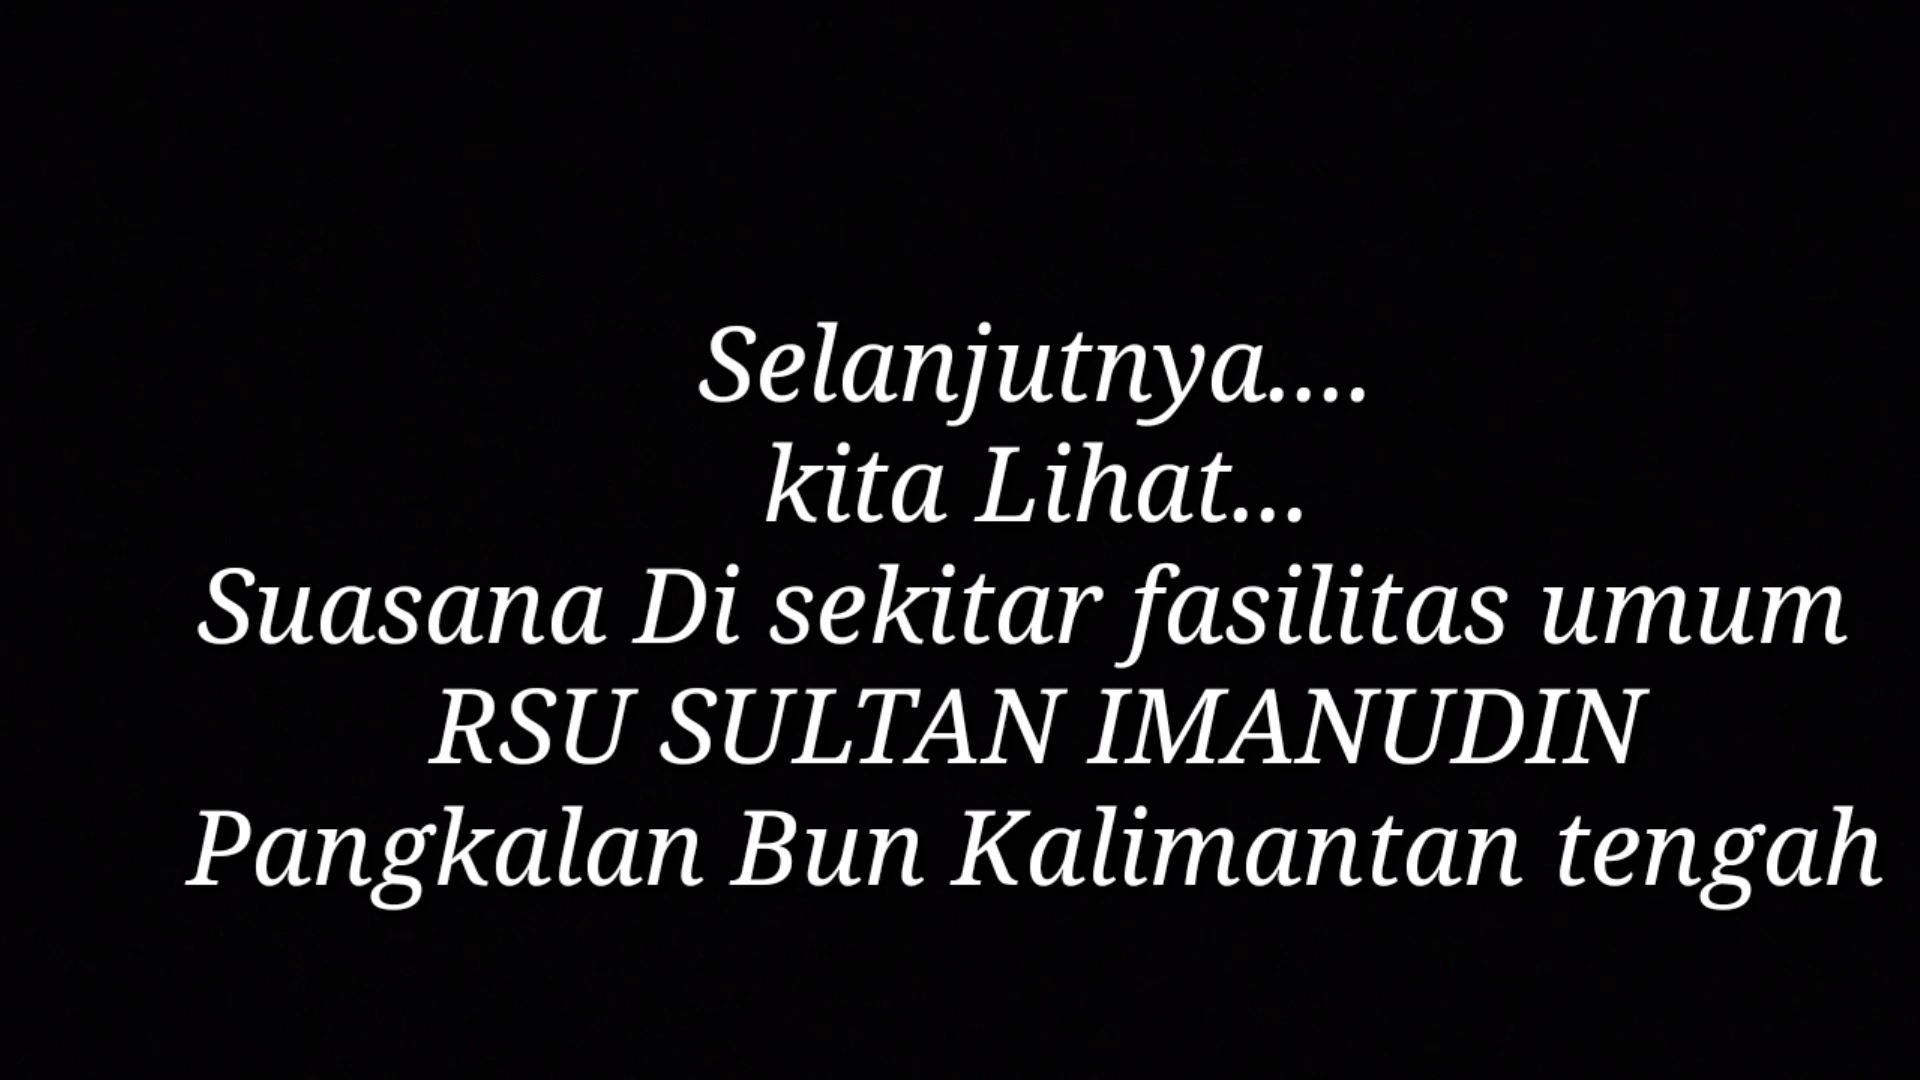 Selanjutnya....
kita Lihat...
Suasana Di sekitar fasilitas umum
RSU SULTAN IMANUDIN
Pangkalan Bun Kalimantan tengah